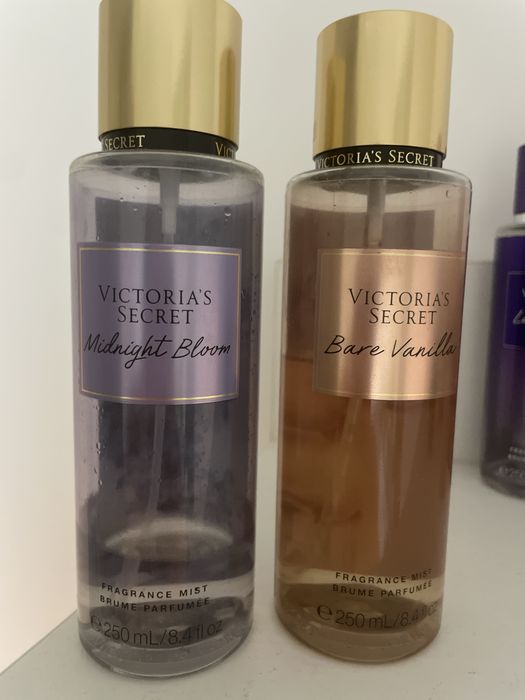 SECRET VICT
VICTORIA'S
SECRET
Midnight Bloom
FRAGRANCE MIST
BRUME PARFUMÉE
℮ 250 mL/8.4 fl oz
VICTORIA'S SECRET
VICTORIA'S
SECRET
Bare Vanilla
FRAGRANCE MIST
BRUME PARFUMÉE
℮ 250 mL/8.4 fl oz